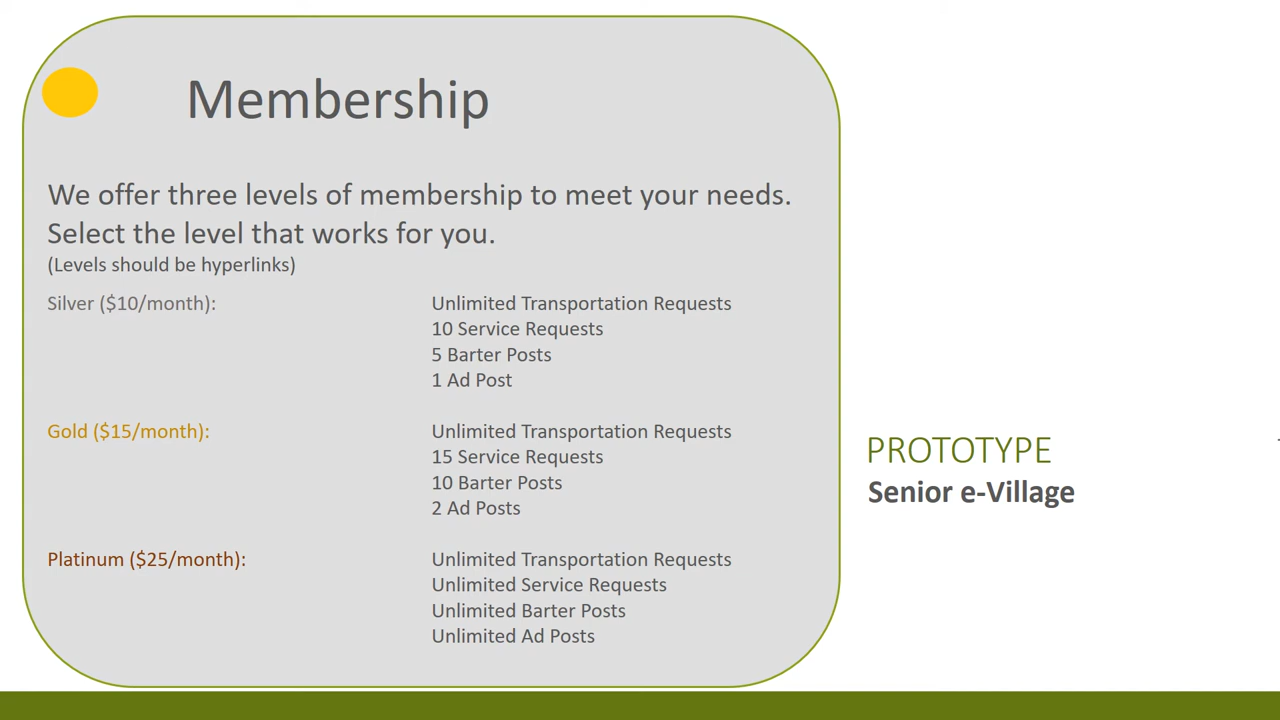 Membership
We offer three levels of membership to meet your needs.
Select the level that works for you.
(Levels should be hyperlinks)
Silver ($10/month): Unlimited Transportation Requests
10 Service Requests
5 Barter Posts
1 Ad Post
Gold ($15/month): Unlimited Transportation Requests
15 Service Requests
10 Barter Posts
2 Ad Posts
Platinum ($25/month): Unlimited Transportation Requests
Unlimited Service Requests
Unlimited Barter Posts
Unlimited Ad Posts
PROTOTYPE
Senior e-Village